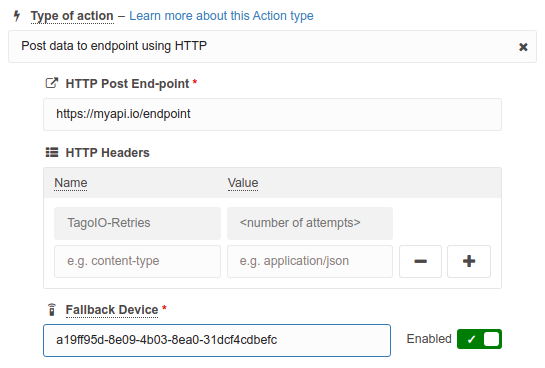 Type of action – Learn more about this Action type
Post data to endpoint using HTTP
HTTP Post End-point *
https://myapi.io/endpoint
HTTP Headers
Name Value
TagoIO-Retries <number of attempts>
e.g. content-type e.g. application/json
Fallback Device *
a19ff95d-8e09-4b03-8ea0-31dcf4cdbefc Enabled